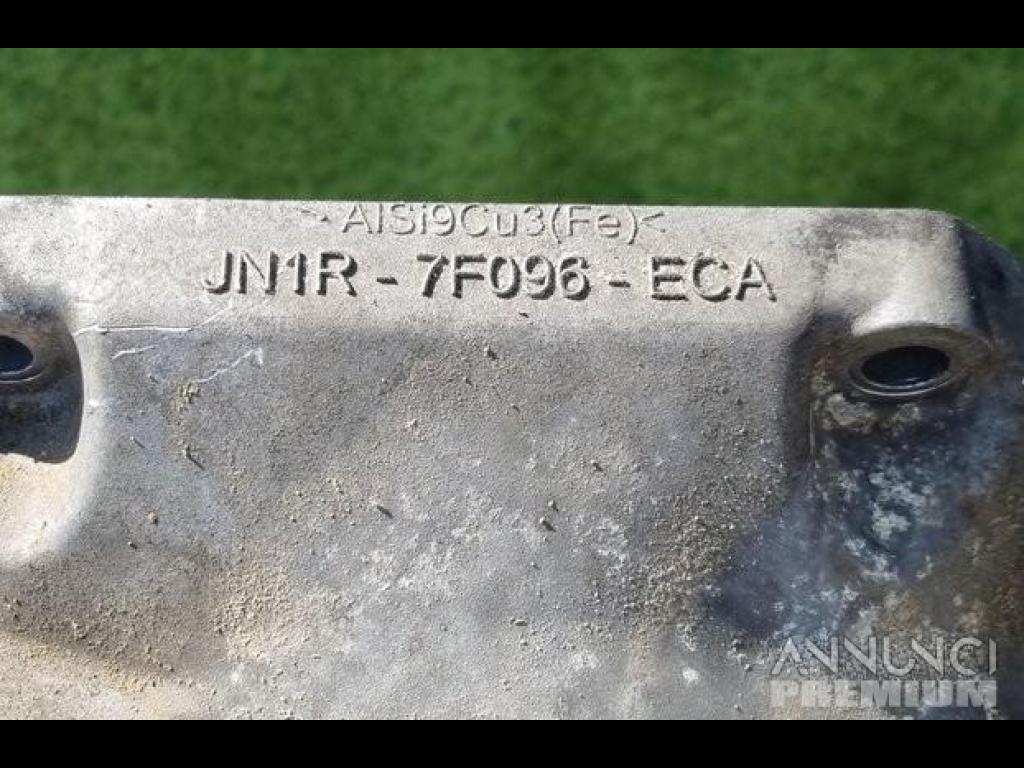 >AlSi9Cu3(Fe)<
JN1R - 7F096 - ECA
ANNUNCI
PREMIUM